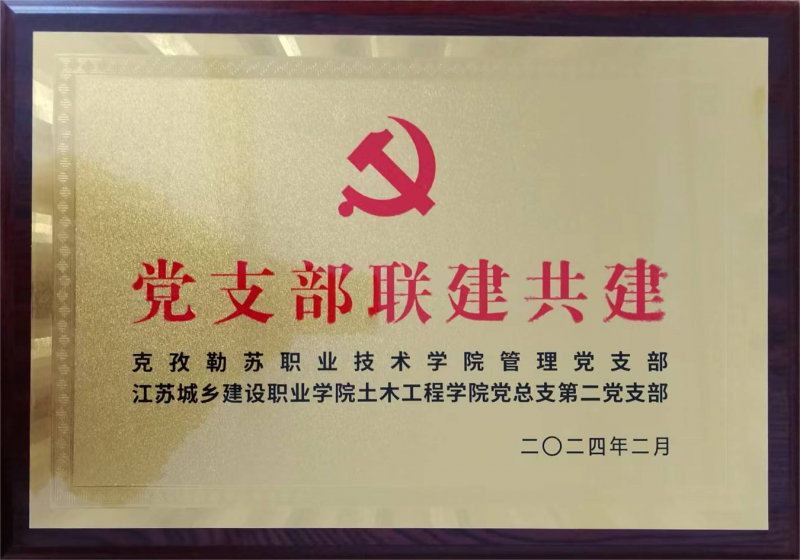 党支部联建共建
克孜勒苏职业技术学院管理党支部
江苏城乡建设职业学院土木工程学院党总支第二党支部
二〇二四年二月